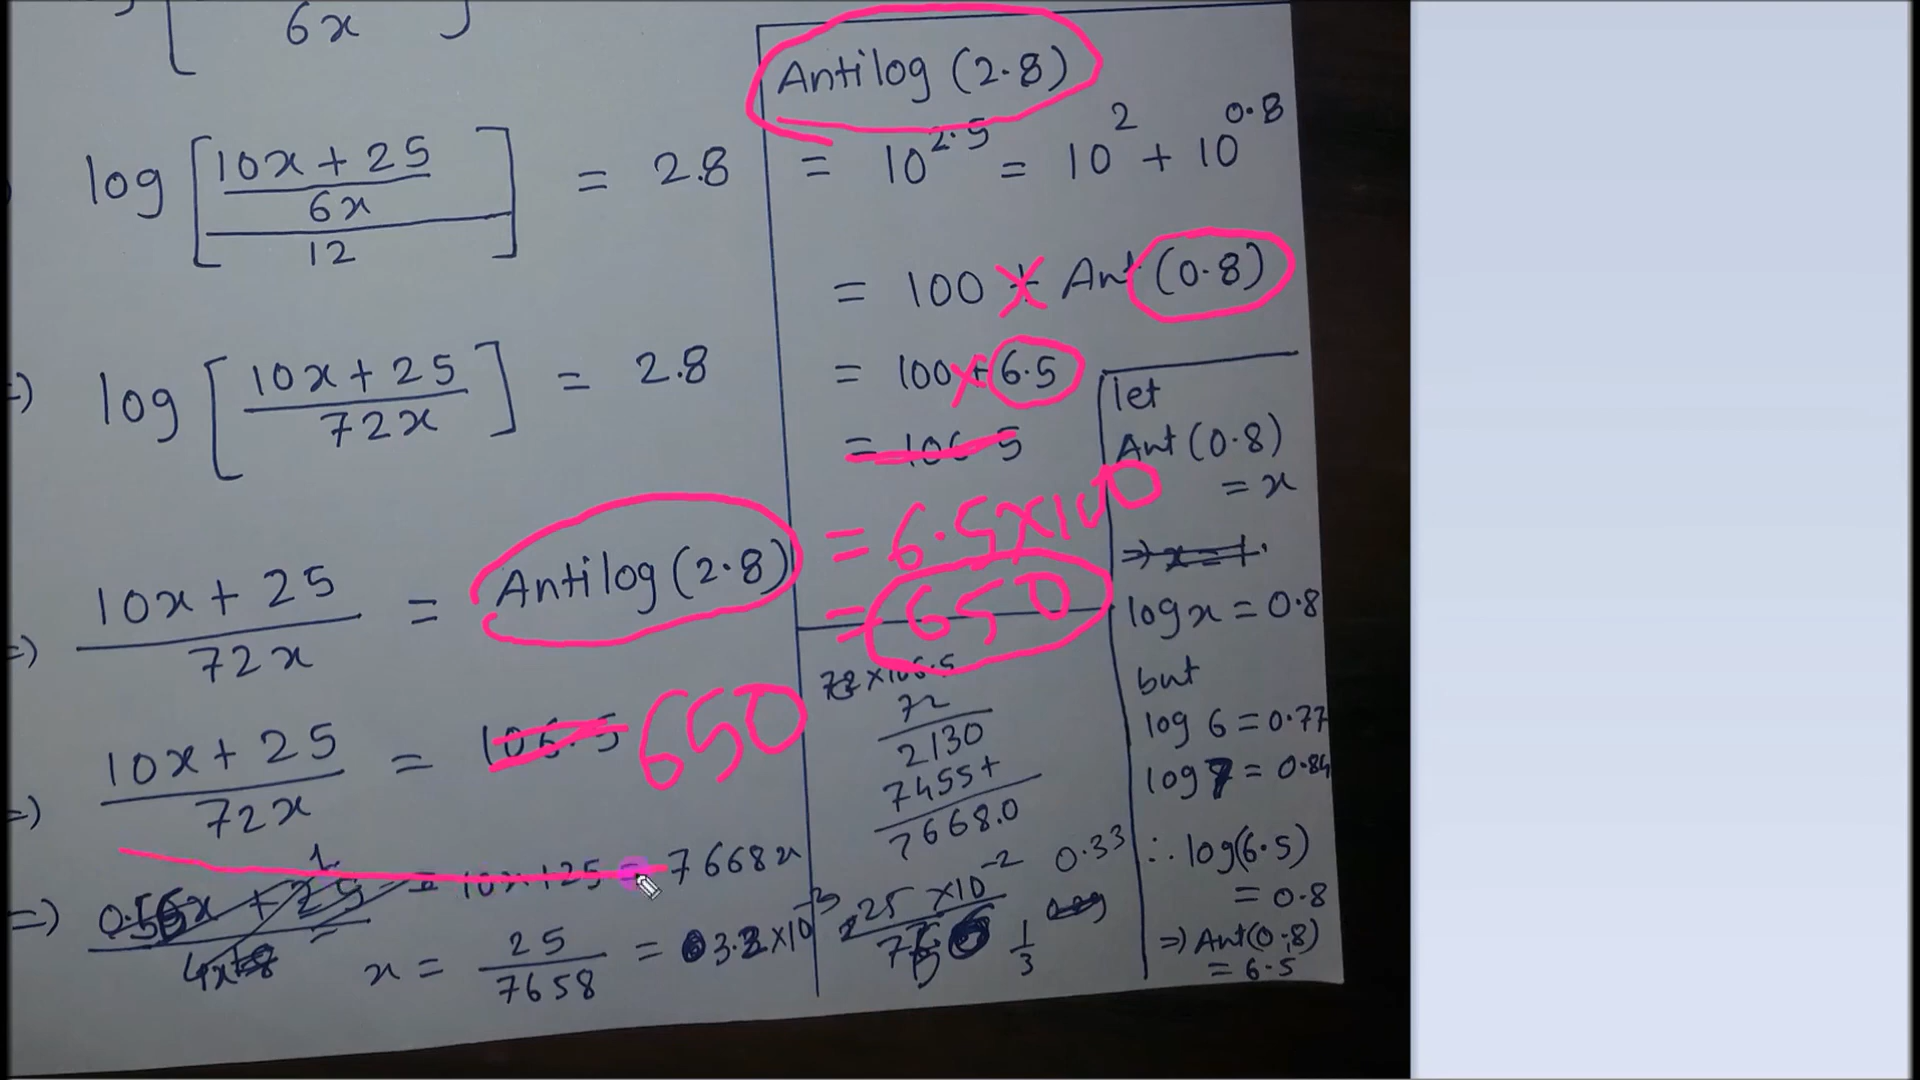 6x
log [ 10x + 25 / 6x / 12 ] = 2.8
=) log [ 10x + 25 / 72x ] = 2.8
=) 10x + 25 / 72x = Antilog (2.8)
=) 10x + 25 / 72x = 106.5 650
=) 10x + 25 = 7668x
x = 25 / 7658 = 3.2 × 10^-3
Antilog (2.8)
= 10^2.5 = 10^2 + 10^0.8
= 100 × Ant (0.8)
= 100 × 6.5
= 106.5
= 6.5 × 100
= 650
72 × 106.5
72
2130
7455+
7668.0
25 × 10^-2
0.33
1/3
let
Ant (0.8)
= x
=) x = 1.
log x = 0.8
but
log 6 = 0.77
log 7 = 0.84
∴ log (6.5)
= 0.8
=) Ant (0.8)
= 6.5